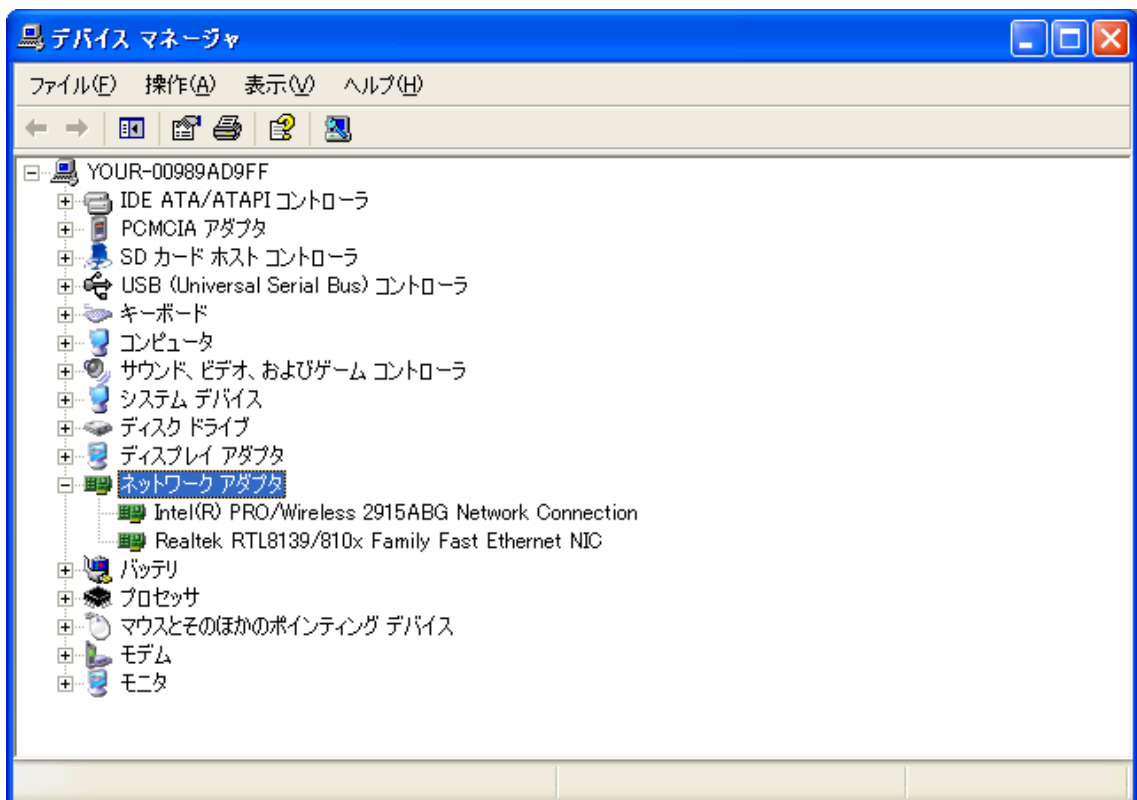 デバイス マネージャ
ファイル(F) 操作(A) 表示(V) ヘルプ(H)
YOUR-00989AD9FF
IDE ATA/ATAPI コントローラ
PCMCIA アダプタ
SD カード ホスト コントローラ
USB (Universal Serial Bus) コントローラ
キーボード
コンピュータ
サウンド、ビデオ、およびゲーム コントローラ
システム デバイス
ディスク ドライブ
ディスプレイ アダプタ
ネットワーク アダプタ
Intel(R) PRO/Wireless 2915ABG Network Connection
Realtek RTL8139/810x Family Fast Ethernet NIC
バッテリ
プロセッサ
マウスとそのほかのポインティング デバイス
モデム
モニタ